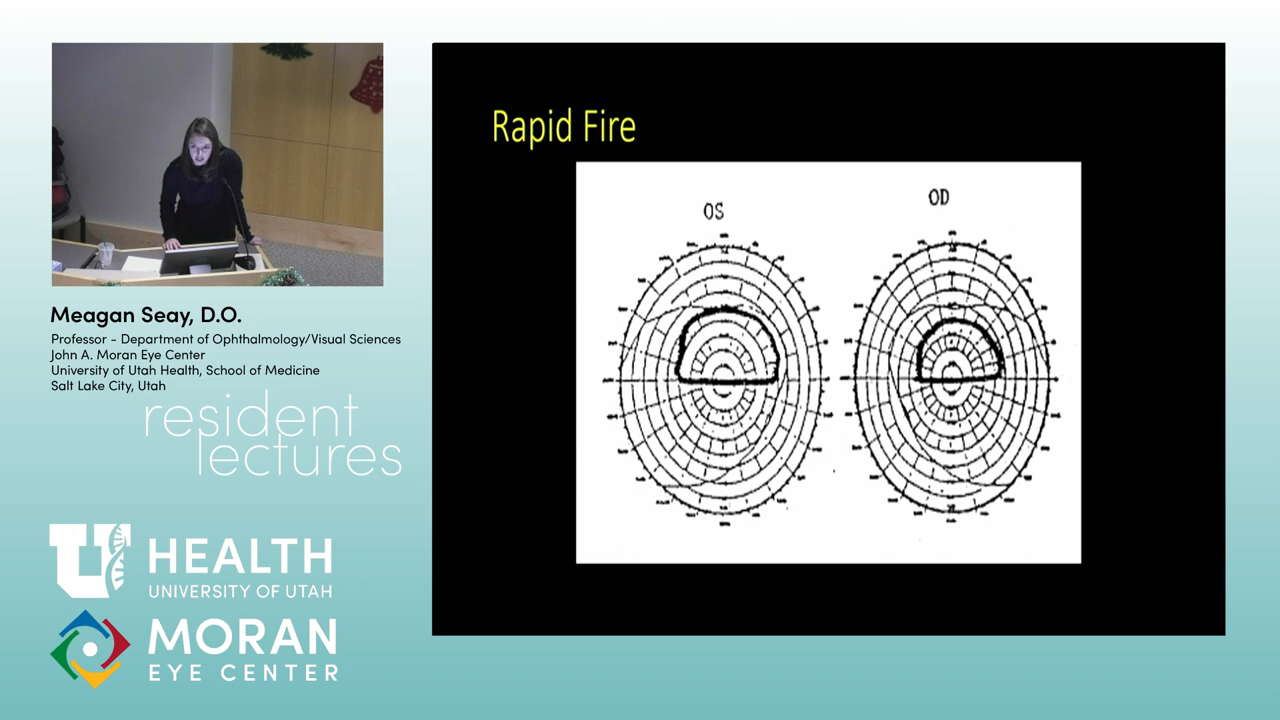 Rapid Fire
OS
OD
Meagan Seay, D.O.
Professor - Department of Ophthalmology/Visual Sciences
John A. Moran Eye Center
University of Utah Health, School of Medicine
Salt Lake City, Utah
resident
lectures
U HEALTH
UNIVERSITY OF UTAH
MORAN
EYE CENTER